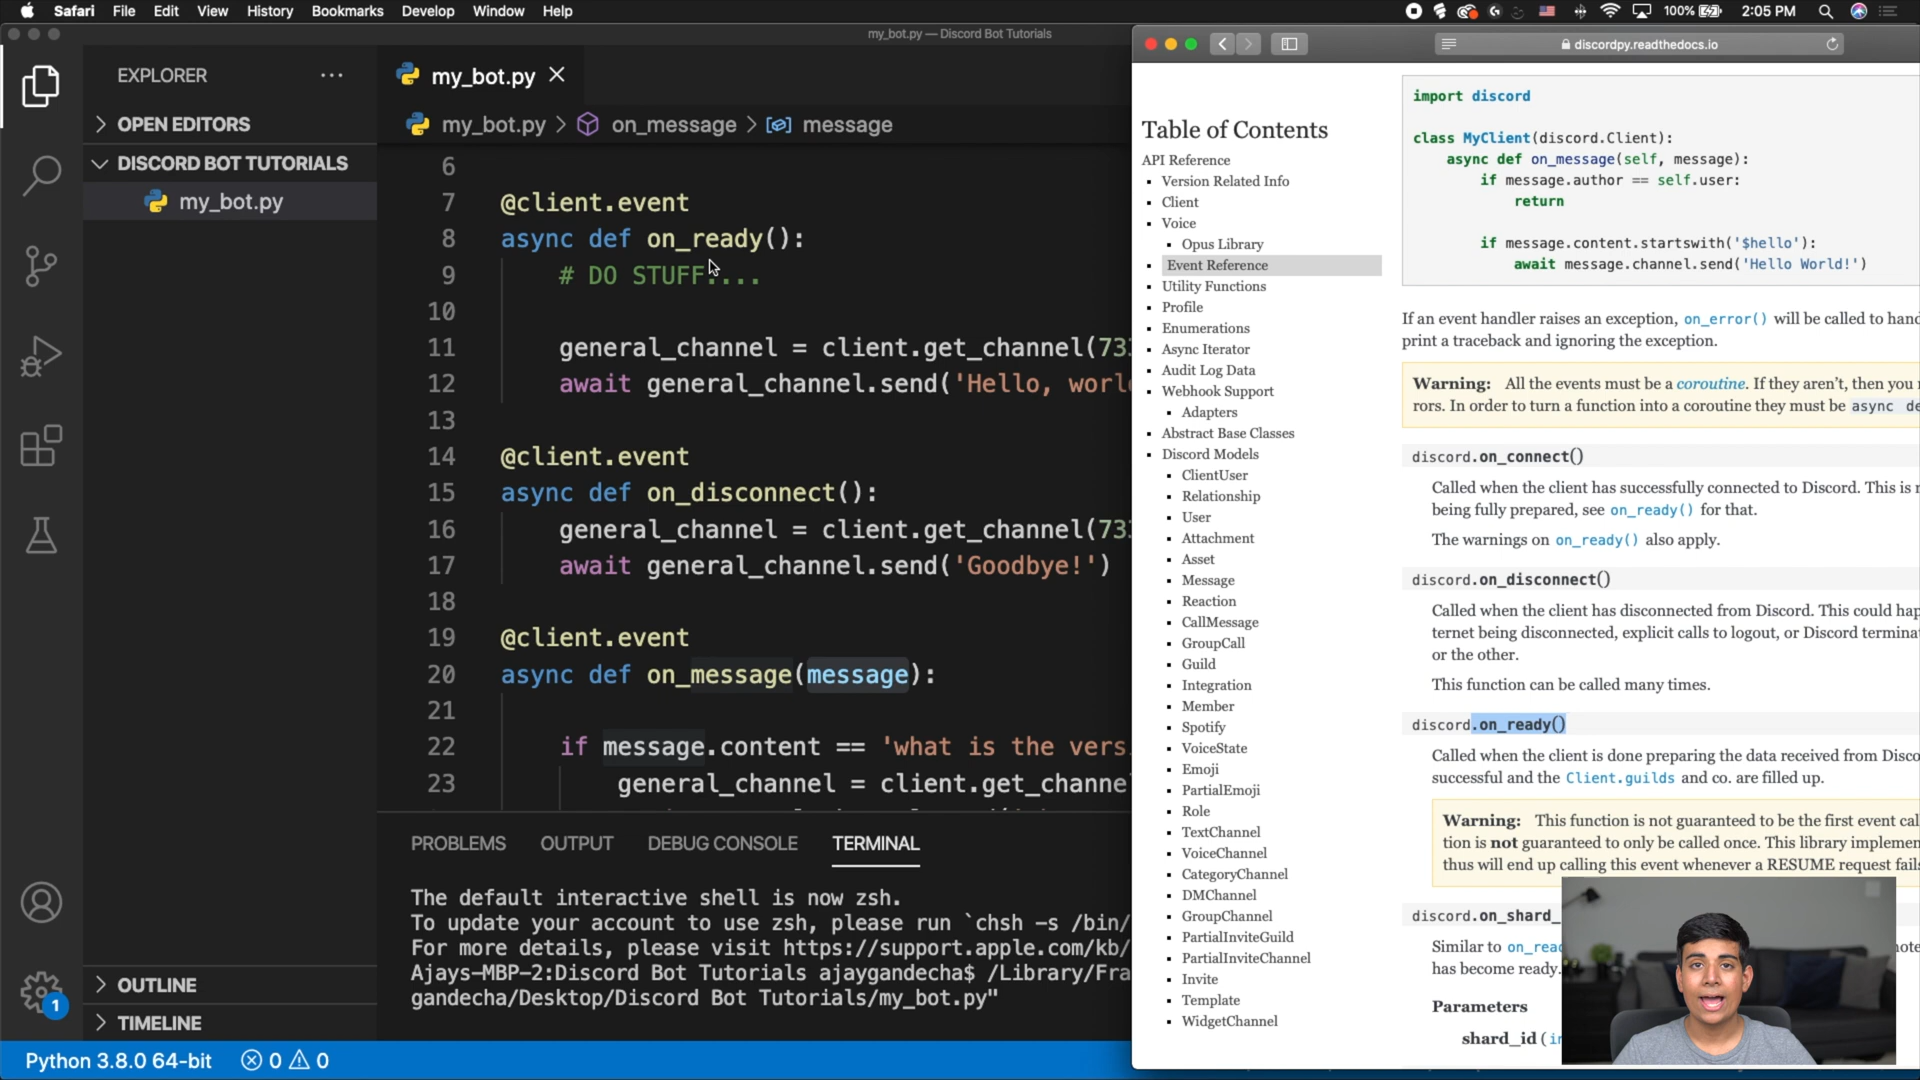 Safari File Edit View History Bookmarks Develop Window Help
100% 2:05 PM
my_bot.py — Discord Bot Tutorials
EXPLORER
OPEN EDITORS
DISCORD BOT TUTORIALS
my_bot.py
OUTLINE
TIMELINE
1
my_bot.py
my_bot.py > on_message > message
6
7 @client.event
8 async def on_ready():
9 # DO STUFF....
10
11 general_channel = client.get_channel(73
12 await general_channel.send('Hello, worl
13
14 @client.event
15 async def on_disconnect():
16 general_channel = client.get_channel(73
17 await general_channel.send('Goodbye!')
18
19 @client.event
20 async def on_message(message):
21
22 if message.content == 'what is the vers
23 general_channel = client.get_channe
PROBLEMS OUTPUT DEBUG CONSOLE TERMINAL
The default interactive shell is now zsh.
To update your account to use zsh, please run `chsh -s /bin/
For more details, please visit https://support.apple.com/kb/
Ajays-MBP-2:Discord Bot Tutorials ajaygandecha$ /Library/Fra
gandecha/Desktop/Discord Bot Tutorials/my_bot.py"
Python 3.8.0 64-bit 0 0
discordpy.readthedocs.io
Table of Contents
API Reference
Version Related Info
Client
Voice
Opus Library
Event Reference
Utility Functions
Profile
Enumerations
Async Iterator
Audit Log Data
Webhook Support
Adapters
Abstract Base Classes
Discord Models
ClientUser
Relationship
User
Attachment
Asset
Message
Reaction
CallMessage
GroupCall
Guild
Integration
Member
Spotify
VoiceState
Emoji
PartialEmoji
Role
TextChannel
VoiceChannel
CategoryChannel
DMChannel
GroupChannel
PartialInviteGuild
PartialInviteChannel
Invite
Template
WidgetChannel
import discord
class MyClient(discord.Client):
async def on_message(self, message):
if message.author == self.user:
return
if message.content.startswith('$hello'):
await message.channel.send('Hello World!')
If an event handler raises an exception, on_error() will be called to hand
print a traceback and ignoring the exception.
Warning: All the events must be a coroutine. If they aren't, then you
rors. In order to turn a function into a coroutine they must be async de
discord.on_connect()
Called when the client has successfully connected to Discord. This is
being fully prepared, see on_ready() for that.
The warnings on on_ready() also apply.
discord.on_disconnect()
Called when the client has disconnected from Discord. This could hap
ternet being disconnected, explicit calls to logout, or Discord termina
or the other.
This function can be called many times.
discord.on_ready()
Called when the client is done preparing the data received from Disco
successful and the Client.guilds and co. are filled up.
Warning: This function is not guaranteed to be the first event cal
tion is not guaranteed to only be called once. This library implemen
thus will end up calling this event whenever a RESUME request fails
discord.on_shard_
Similar to on_read
has become ready.
note
Parameters
shard_id (in